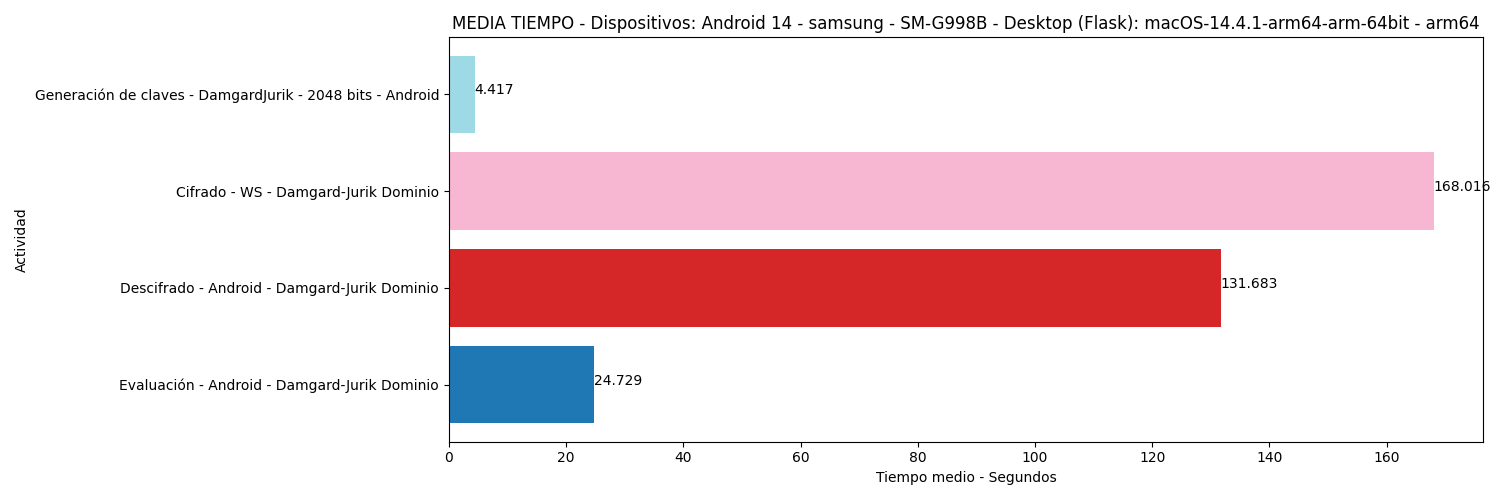 MEDIA TIEMPO - Dispositivos: Android 14 - samsung - SM-G998B - Desktop (Flask): macOS-14.4.1-arm64-arm-64bit - arm64
Generación de claves - DamgardJurik - 2048 bits - Android
4.417
Cifrado - WS - Damgard-Jurik Dominio
168.016
Descifrado - Android - Damgard-Jurik Dominio
131.683
Evaluación - Android - Damgard-Jurik Dominio
24.729
Actividad
0 20 40 60 80 100 120 140 160
Tiempo medio - Segundos